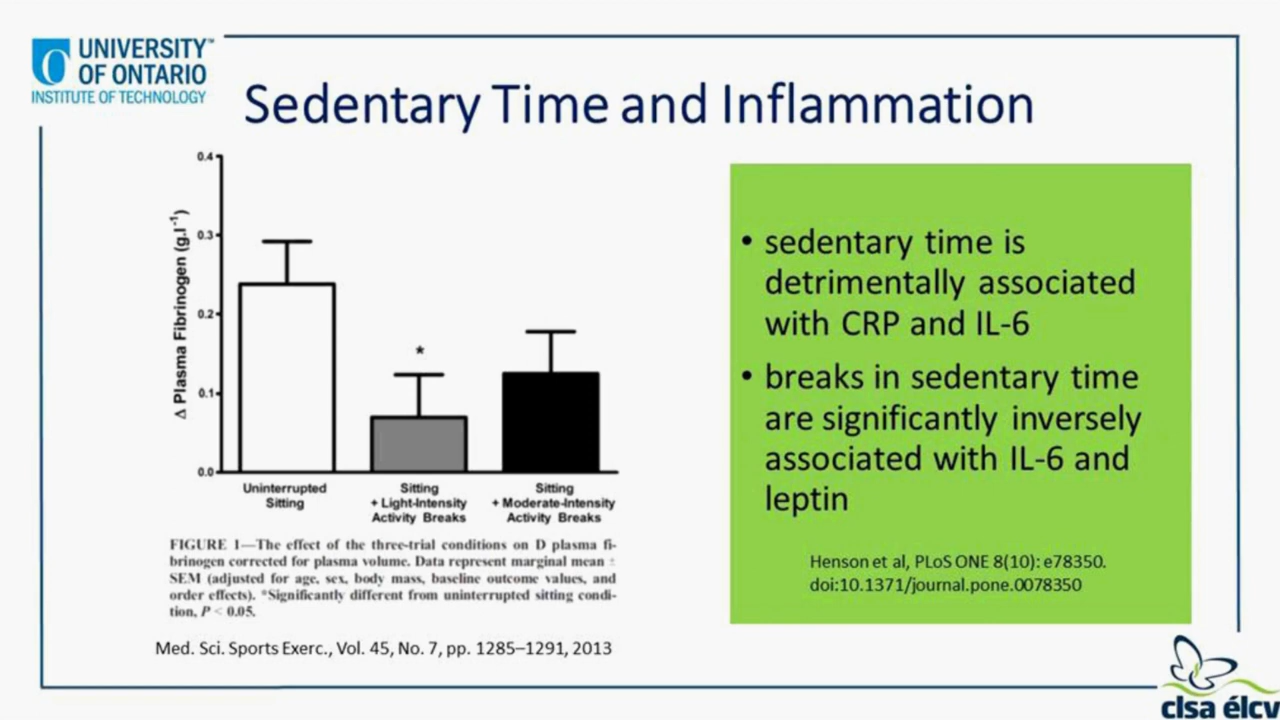 UNIVERSITY™
OF ONTARIO
INSTITUTE OF TECHNOLOGY
Sedentary Time and Inflammation
0.4
0.3
0.2
0.1
0.0
Δ Plasma Fibrinogen (g.l⁻¹)
*
Uninterrupted
Sitting
Sitting
+ Light-Intensity
Activity Breaks
Sitting
+ Moderate-Intensity
Activity Breaks
FIGURE 1—The effect of the three-trial conditions on D plasma fi-
brinogen corrected for plasma volume. Data represent marginal mean ±
SEM (adjusted for age, sex, body mass, baseline outcome values, and
order effects). *Significantly different from uninterrupted sitting condi-
tion, P < 0.05.
Med. Sci. Sports Exerc., Vol. 45, No. 7, pp. 1285–1291, 2013
• sedentary time is
detrimentally associated
with CRP and IL-6
• breaks in sedentary time
are significantly inversely
associated with IL-6 and
leptin
Henson et al, PLoS ONE 8(10): e78350.
doi:10.1371/journal.pone.0078350
clsa élcv